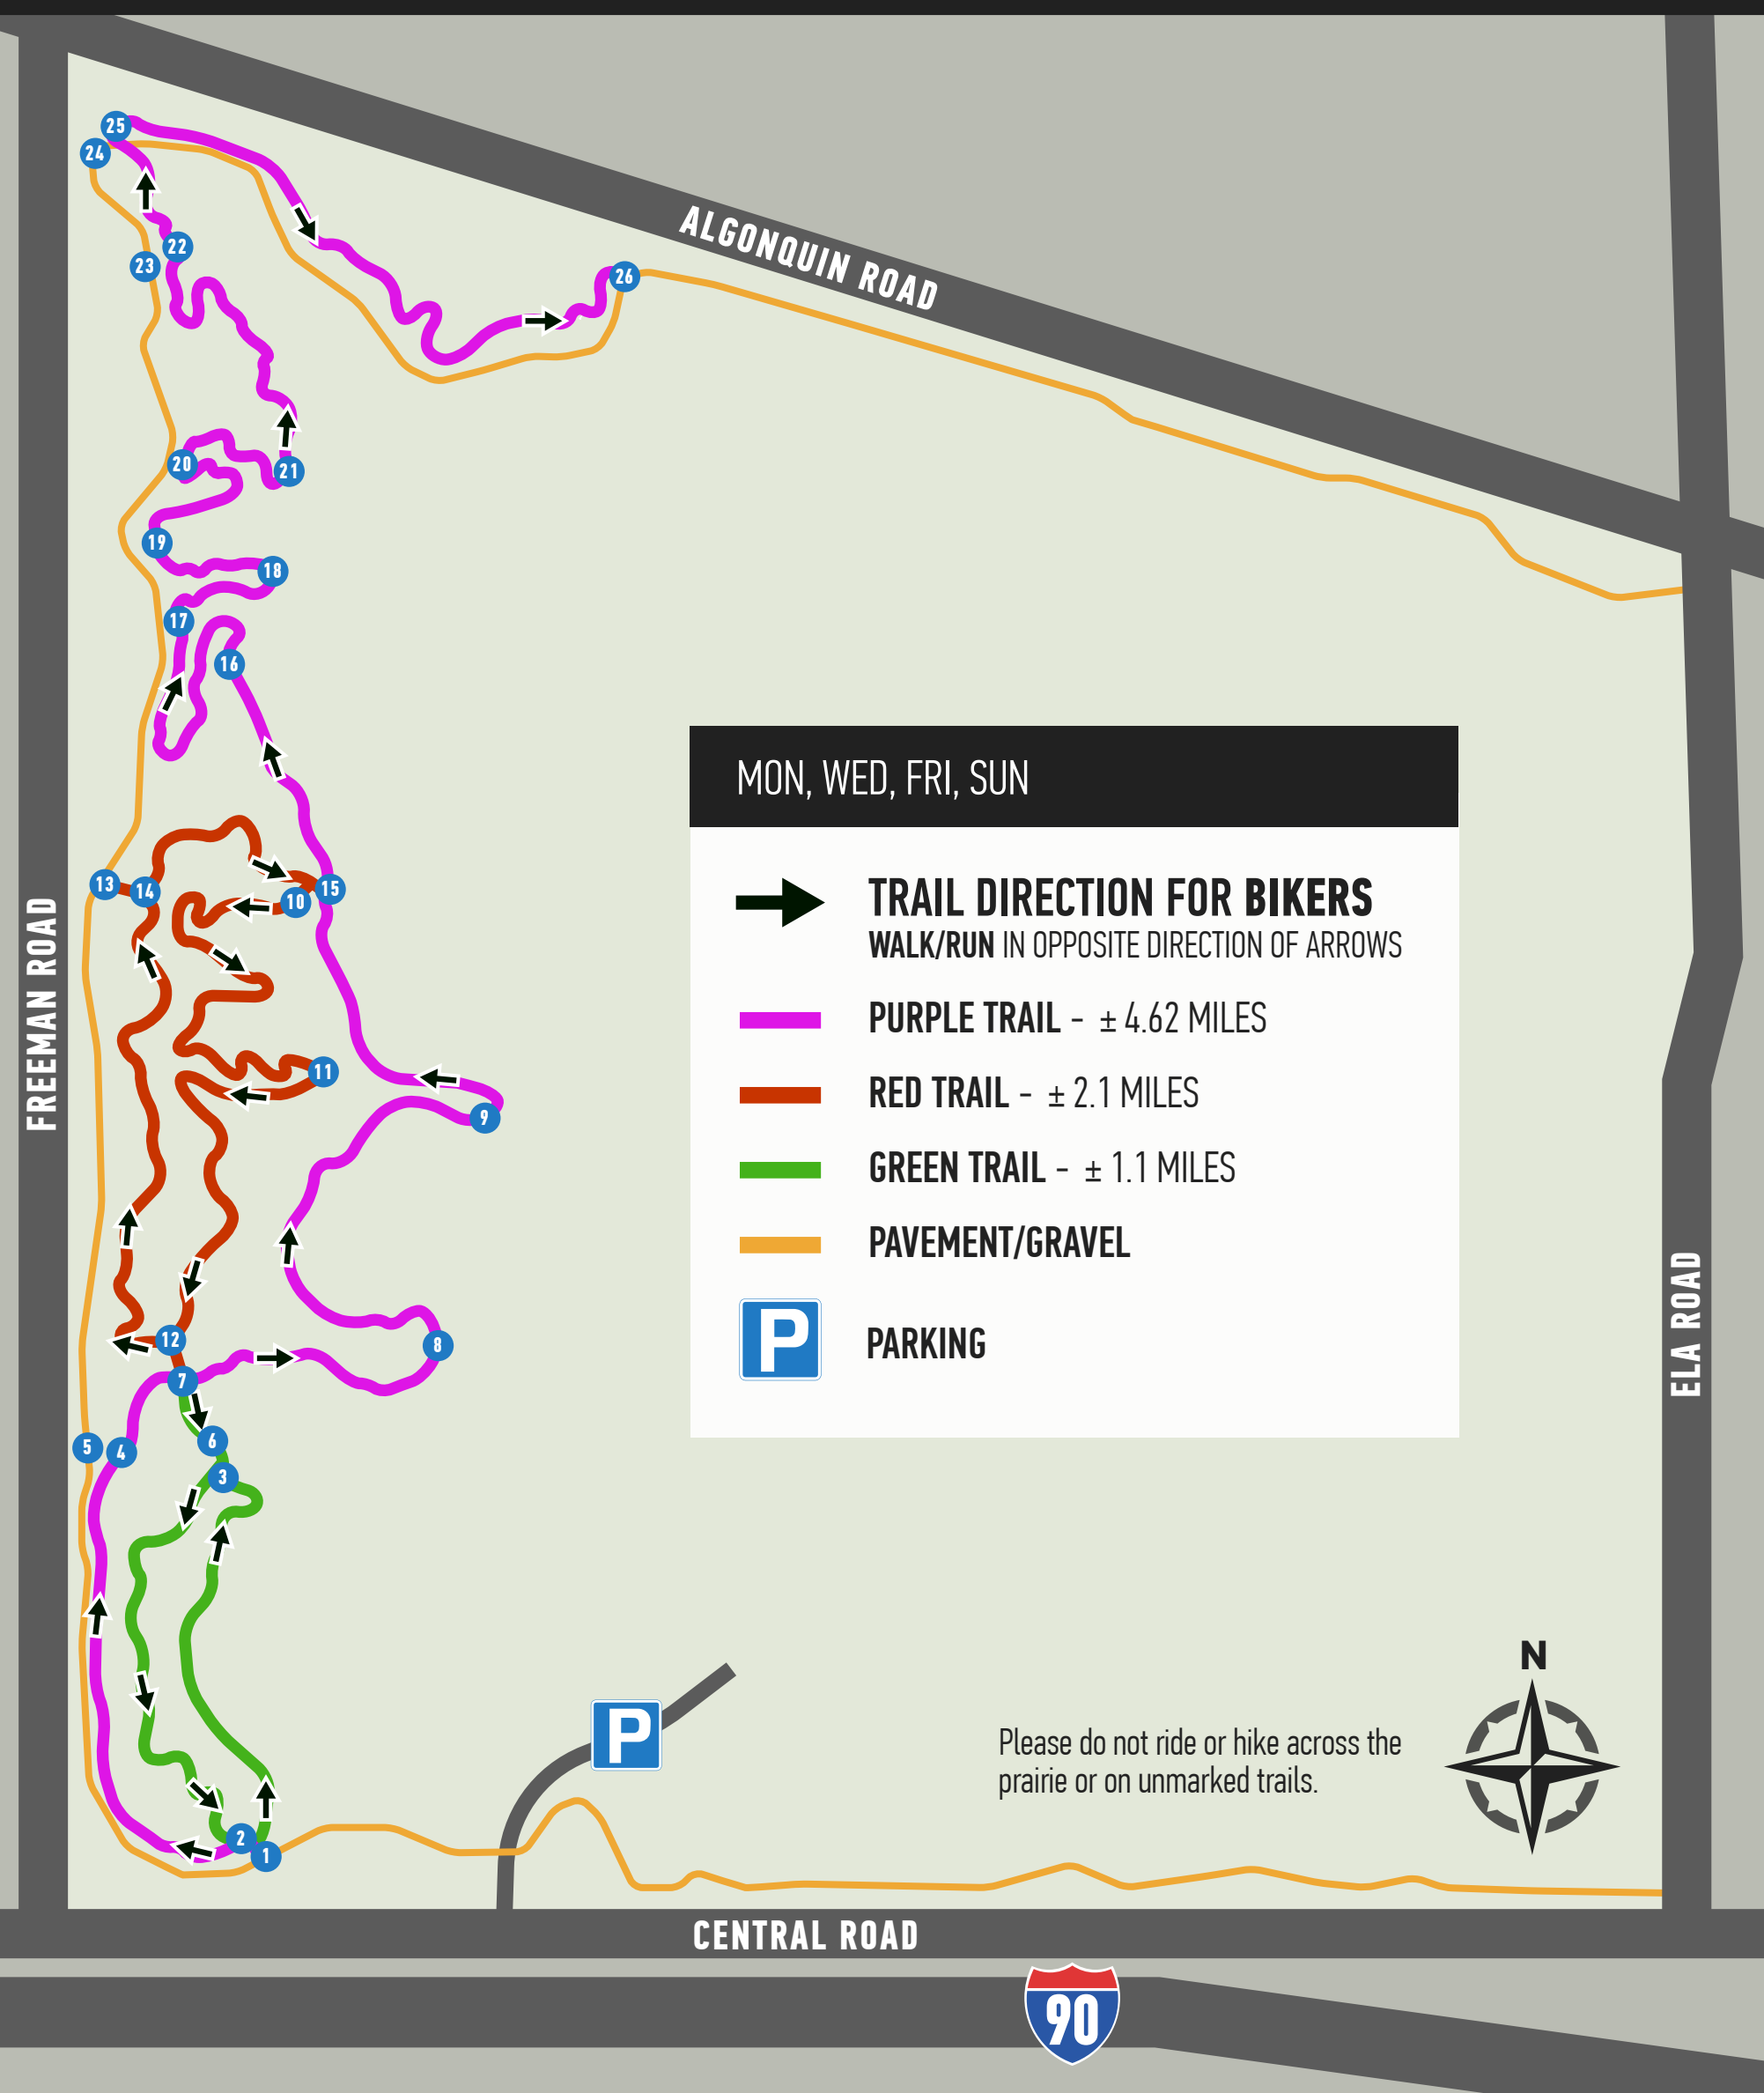 25
24
22
23
ALGONQUIN ROAD
26
20
21
19
18
17
16
MON, WED, FRI, SUN
TRAIL DIRECTION FOR BIKERS
WALK/RUN IN OPPOSITE DIRECTION OF ARROWS
PURPLE TRAIL - ± 4.62 MILES
RED TRAIL - ± 2.1 MILES
GREEN TRAIL - ± 1.1 MILES
PAVEMENT/GRAVEL
P PARKING
13
14
10
15
FREEMAN ROAD
11
9
12
8
7
ELA ROAD
5
4
6
3
N
P
Please do not ride or hike across the
prairie or on unmarked trails.
2
1
CENTRAL ROAD
90